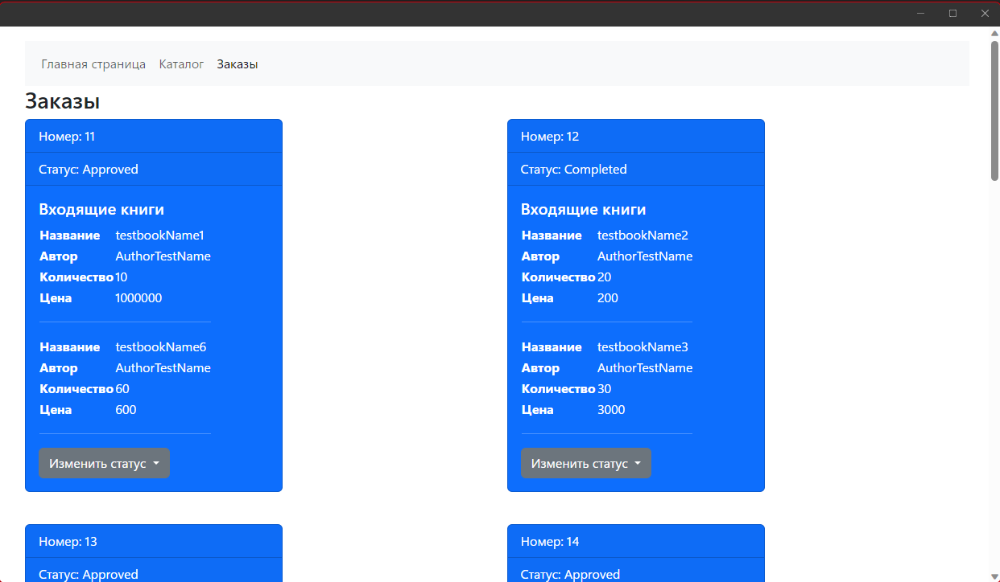 Главная страница Каталог Заказы
Заказы
Номер: 11
Статус: Approved
Входящие книги
Название testbookName1
Автор AuthorTestName
Количество 10
Цена 1000000
Название testbookName6
Автор AuthorTestName
Количество 60
Цена 600
Изменить статус
Номер: 12
Статус: Completed
Входящие книги
Название testbookName2
Автор AuthorTestName
Количество 20
Цена 200
Название testbookName3
Автор AuthorTestName
Количество 30
Цена 3000
Изменить статус
Номер: 13
Статус: Approved
Номер: 14
Статус: Approved